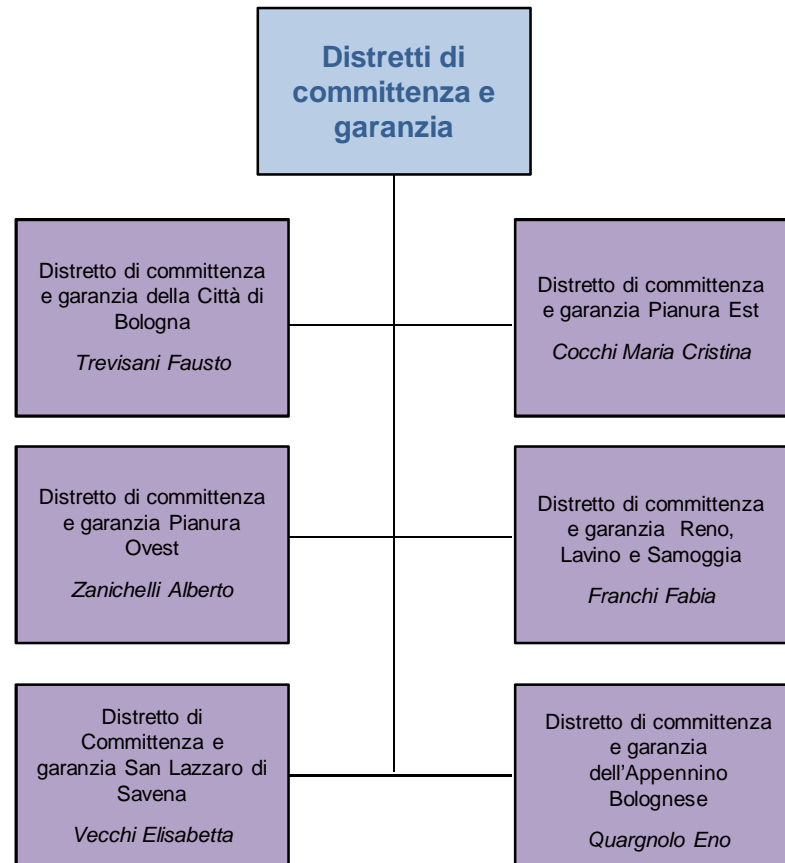 Distretti di
committenza e
garanzia
Distretto di committenza
e garanzia della Città di
Bologna
Trevisani Fausto
Distretto di committenza
e garanzia Pianura Est
Cocchi Maria Cristina
Distretto di committenza
e garanzia Pianura
Ovest
Zanichelli Alberto
Distretto di committenza
e garanzia Reno,
Lavino e Samoggia
Franchi Fabia
Distretto di
Committenza e
garanzia San Lazzaro di
Savena
Vecchi Elisabetta
Distretto di committenza
e garanzia
dell’Appennino
Bolognese
Quargnolo Eno